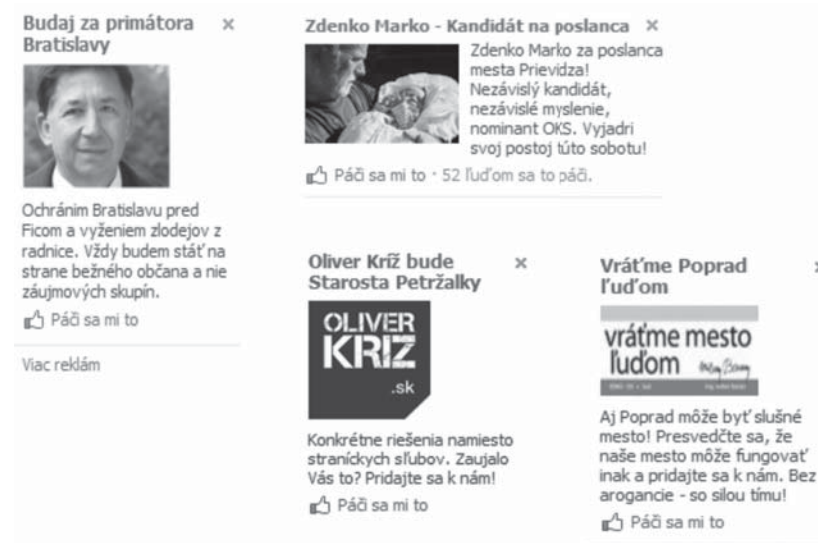 Budaj za primátora
Bratislavy
Ochránim Bratislavu pred
Ficom a vyženiem zlodejov z
radnice. Vždy budem stáť na
strane bežného občana a nie
záujmových skupín.
Páči sa mi to
Viac reklám
Zdenko Marko - Kandidát na poslanca
Zdenko Marko za poslanca
mesta Prievidza!
Nezávislý kandidát,
nezávislé myslenie,
nominant OKS. Vyjadri
svoj postoj túto sobotu!
Páči sa mi to · 52 ľuďom sa to páči.
Oliver Kríž bude
Starosta Petržalky
OLIVER
KRIZ
.sk
Konkrétne riešenia namiesto
straníckych sľubov. Zaujalo
Vás to? Pridajte sa k nám!
Páči sa mi to
Vráťme Poprad
ľuďom
vráťme mesto
ľuďom
Aj Poprad môže byť slušné
mesto! Presvedčte sa, že
naše mesto môže fungovať
inak a pridajte sa k nám. Bez
arogancie - so silou tímu!
Páči sa mi to